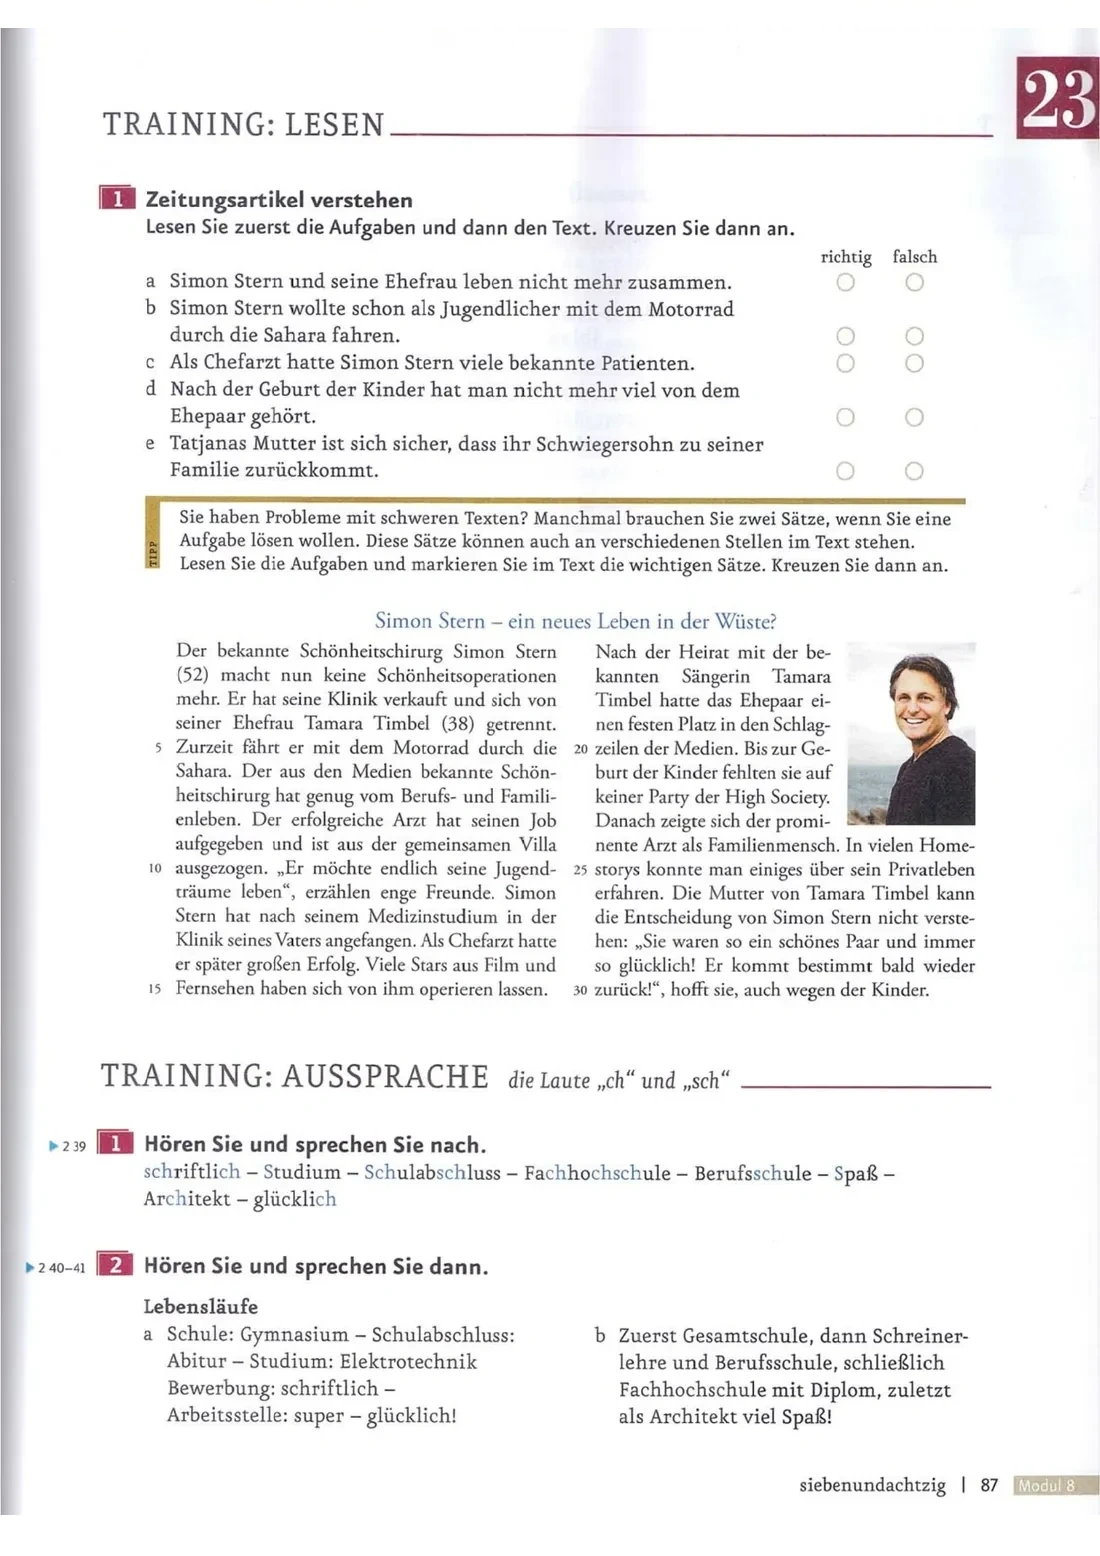 23
TRAINING: LESEN
1 Zeitungsartikel verstehen
Lesen Sie zuerst die Aufgaben und dann den Text. Kreuzen Sie dann an.
richtig falsch
a Simon Stern und seine Ehefrau leben nicht mehr zusammen.
b Simon Stern wollte schon als Jugendlicher mit dem Motorrad
durch die Sahara fahren.
c Als Chefarzt hatte Simon Stern viele bekannte Patienten.
d Nach der Geburt der Kinder hat man nicht mehr viel von dem
Ehepaar gehört.
e Tatjanas Mutter ist sich sicher, dass ihr Schwiegersohn zu seiner
Familie zurückkommt.
TIPP
Sie haben Probleme mit schweren Texten? Manchmal brauchen Sie zwei Sätze, wenn Sie eine
Aufgabe lösen wollen. Diese Sätze können auch an verschiedenen Stellen im Text stehen.
Lesen Sie die Aufgaben und markieren Sie im Text die wichtigen Sätze. Kreuzen Sie dann an.
Simon Stern – ein neues Leben in der Wüste?
Der bekannte Schönheitschirurg Simon Stern
(52) macht nun keine Schönheitsoperationen
mehr. Er hat seine Klinik verkauft und sich von
seiner Ehefrau Tamara Timbel (38) getrennt.
5 Zurzeit fährt er mit dem Motorrad durch die
Sahara. Der aus den Medien bekannte Schön-
heitschirurg hat genug vom Berufs- und Famili-
enleben. Der erfolgreiche Arzt hat seinen Job
aufgegeben und ist aus der gemeinsamen Villa
10 ausgezogen. „Er möchte endlich seine Jugend-
träume leben“, erzählen enge Freunde. Simon
Stern hat nach seinem Medizinstudium in der
Klinik seines Vaters angefangen. Als Chefarzt hatte
er später großen Erfolg. Viele Stars aus Film und
15 Fernsehen haben sich von ihm operieren lassen.
Nach der Heirat mit der be-
kannten Sängerin Tamara
Timbel hatte das Ehepaar ei-
nen festen Platz in den Schlag-
20 zeilen der Medien. Bis zur Ge-
burt der Kinder fehlten sie auf
keiner Party der High Society.
Danach zeigte sich der promi-
nente Arzt als Familienmensch. In vielen Home-
25 storys konnte man einiges über sein Privatleben
erfahren. Die Mutter von Tamara Timbel kann
die Entscheidung von Simon Stern nicht verste-
hen: „Sie waren so ein schönes Paar und immer
so glücklich! Er kommt bestimmt bald wieder
30 zurück!“, hofft sie, auch wegen der Kinder.
TRAINING: AUSSPRACHE die Laute „ch“ und „sch“
▶ 2 39 1 Hören Sie und sprechen Sie nach.
schriftlich – Studium – Schulabschluss – Fachhochschule – Berufsschule – Spaß –
Architekt – glücklich
▶ 2 40–41 2 Hören Sie und sprechen Sie dann.
Lebensläufe
a Schule: Gymnasium – Schulabschluss:
Abitur – Studium: Elektrotechnik
Bewerbung: schriftlich –
Arbeitsstelle: super – glücklich!
b Zuerst Gesamtschule, dann Schreiner-
lehre und Berufsschule, schließlich
Fachhochschule mit Diplom, zuletzt
als Architekt viel Spaß!
siebenundachtzig | 87 Modul 8